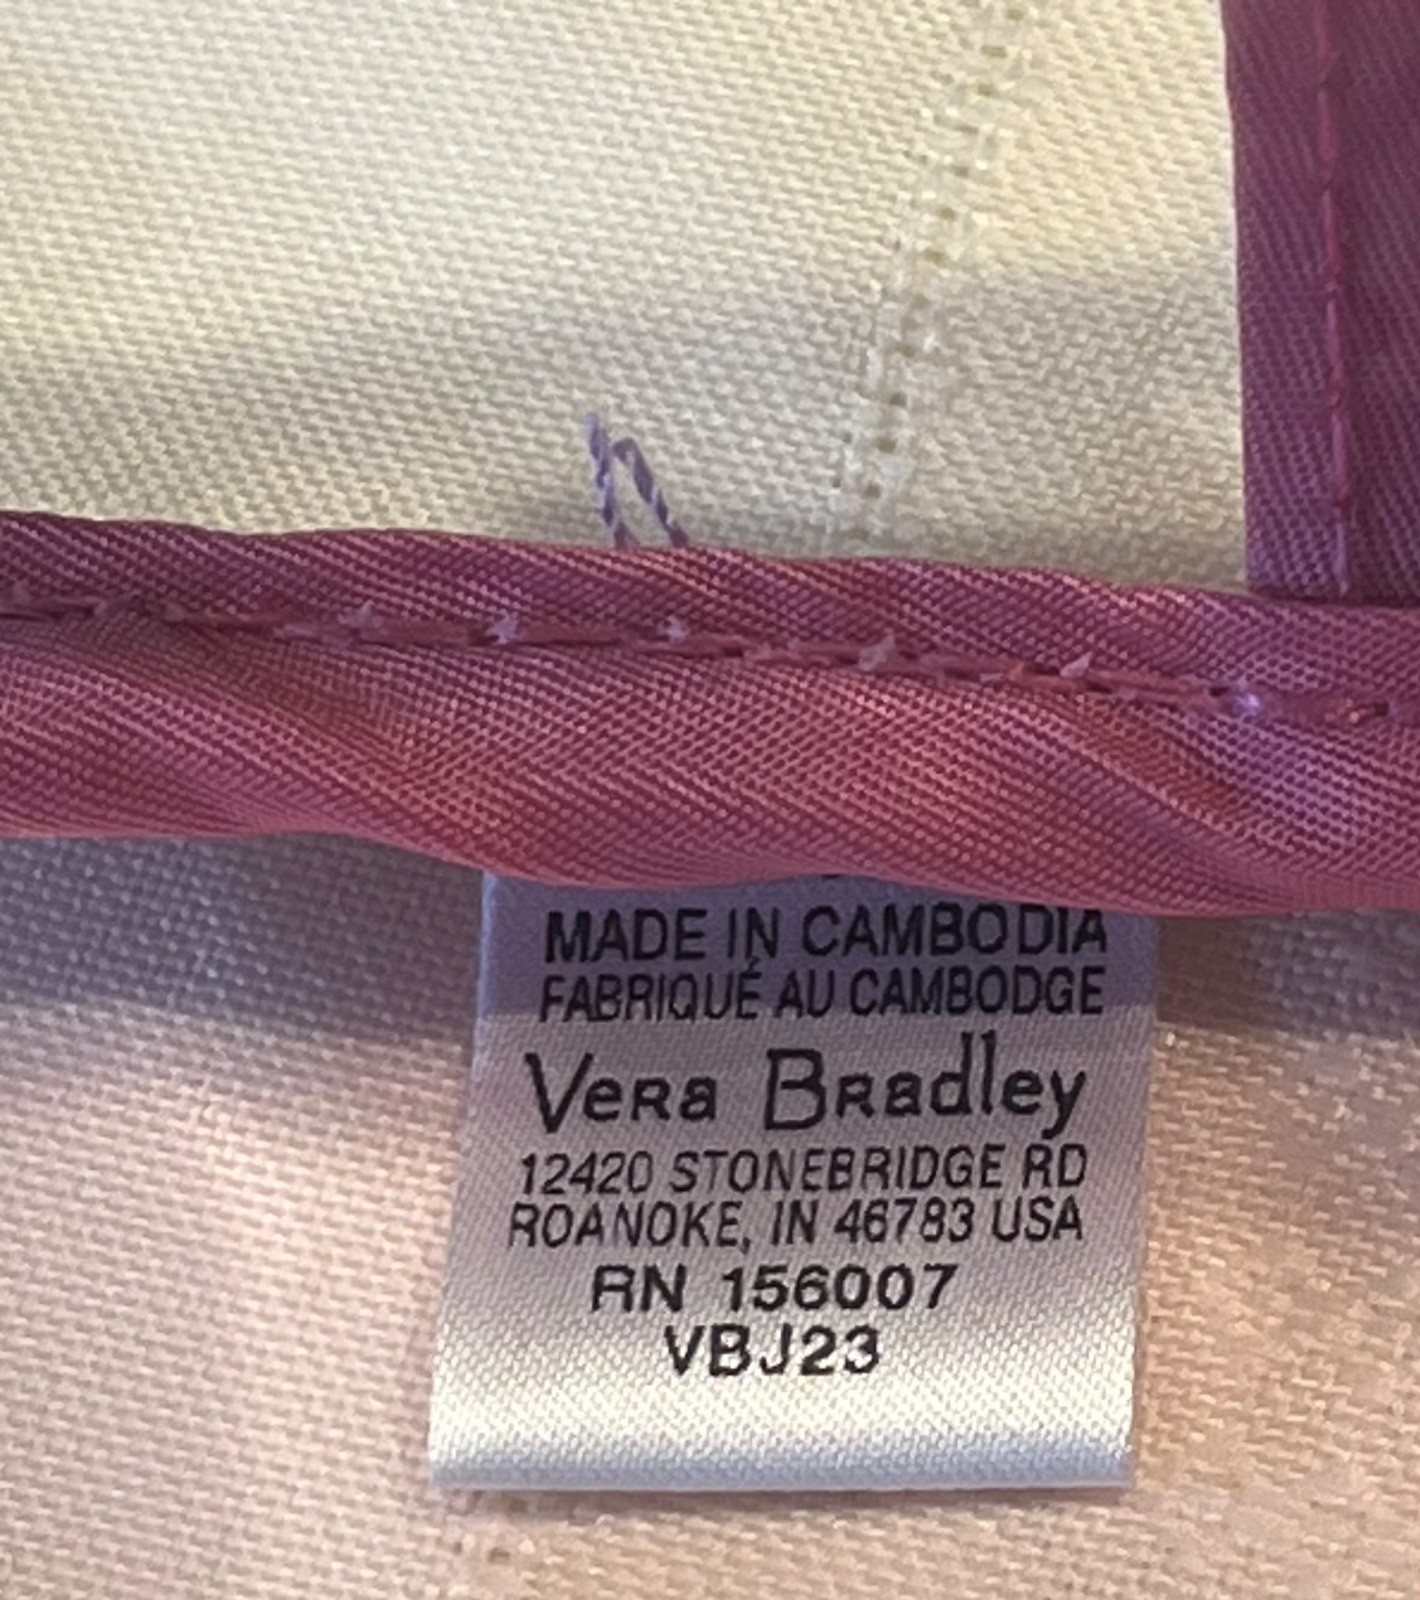 MADE IN CAMBODIA
FABRIQUÉ AU CAMBODGE
Vera Bradley
12420 STONEBRIDGE RD
ROANOKE, IN 46783 USA
RN 156007
VBJ23